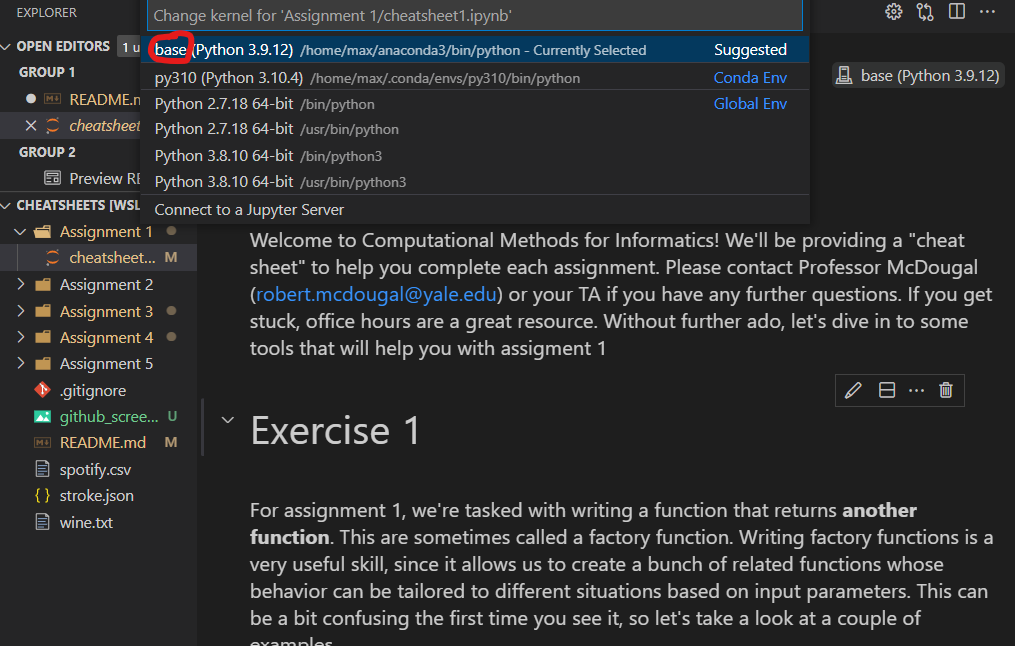 EXPLORER
OPEN EDITORS 1 u
GROUP 1
README.m
cheatsheet
GROUP 2
Preview RE
CHEATSHEETS [WSL
Assignment 1
cheatsheet... M
Assignment 2
Assignment 3
Assignment 4
Assignment 5
.gitignore
github_scree... U
README.md M
spotify.csv
stroke.json
wine.txt
Change kernel for 'Assignment 1/cheatsheet1.ipynb'
base (Python 3.9.12) /home/max/anaconda3/bin/python - Currently Selected Suggested
py310 (Python 3.10.4) /home/max/.conda/envs/py310/bin/python Conda Env
Python 2.7.18 64-bit /bin/python Global Env
Python 2.7.18 64-bit /usr/bin/python
Python 3.8.10 64-bit /bin/python3
Python 3.8.10 64-bit /usr/bin/python3
Connect to a Jupyter Server
base (Python 3.9.12)
Welcome to Computational Methods for Informatics! We'll be providing a "cheat
sheet" to help you complete each assignment. Please contact Professor McDougal
(robert.mcdougal@yale.edu) or your TA if you have any further questions. If you get
stuck, office hours are a great resource. Without further ado, let's dive in to some
tools that will help you with assigment 1
Exercise 1
For assignment 1, we're tasked with writing a function that returns another
function. This are sometimes called a factory function. Writing factory functions is a
very useful skill, since it allows us to create a bunch of related functions whose
behavior can be tailored to different situations based on input parameters. This can
be a bit confusing the first time you see it, so let's take a look at a couple of
examples